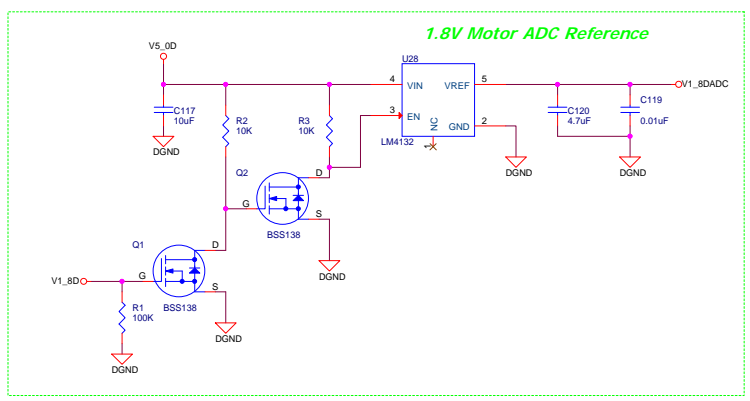 1.8V Motor ADC Reference
V5_0D
U28
4
VIN
VREF
5
V1_8DADC
C117
10uF
R2
10K
R3
10K
3
EN
NC
GND
2
C120
4.7uF
C119
0.01uF
DGND
LM4132
1
DGND
DGND
Q2
D
G
S
BSS138
DGND
Q1
D
V1_8D
G
S
BSS138
R1
100K
DGND
DGND